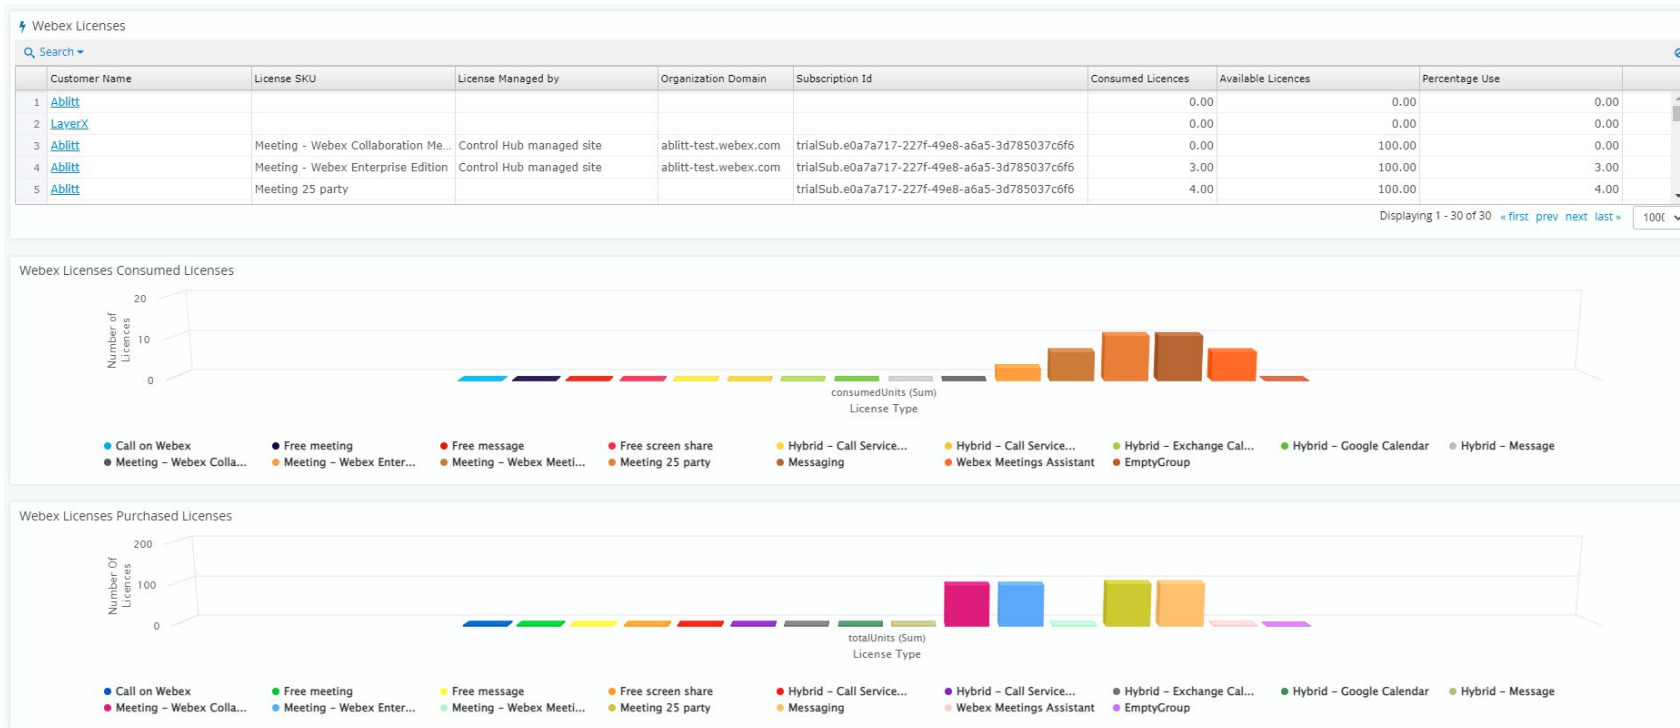 Webex Licenses
Search
Customer Name License SKU License Managed by Organization Domain Subscription Id Consumed Licences Available Licences Percentage Use
1 Ablitt 0.00 0.00 0.00
2 LayerX 0.00 0.00 0.00
3 Ablitt Meeting - Webex Collaboration Me... Control Hub managed site ablitt-test.webex.com trialSub.e0a7a717-227f-49e8-a6a5-3d785037c6f6 0.00 100.00 0.00
4 Ablitt Meeting - Webex Enterprise Edition Control Hub managed site ablitt-test.webex.com trialSub.e0a7a717-227f-49e8-a6a5-3d785037c6f6 3.00 100.00 3.00
5 Ablitt Meeting 25 party trialSub.e0a7a717-227f-49e8-a6a5-3d785037c6f6 4.00 100.00 4.00
Displaying 1 - 30 of 30 « first prev next last »
Webex Licenses Consumed Licenses
20
10
0
Number of
Licences
consumedUnits (Sum)
License Type
Call on Webex Free meeting Free message Free screen share Hybrid – Call Service... Hybrid – Call Service... Hybrid – Exchange Cal... Hybrid – Google Calendar Hybrid – Message
Meeting – Webex Colla... Meeting – Webex Enter... Meeting – Webex Meeti... Meeting 25 party Messaging Webex Meetings Assistant EmptyGroup
Webex Licenses Purchased Licenses
200
100
0
Number Of
Licences
totalUnits (Sum)
License Type
Call on Webex Free meeting Free message Free screen share Hybrid – Call Service... Hybrid – Call Service... Hybrid – Exchange Cal... Hybrid – Google Calendar Hybrid – Message
Meeting – Webex Colla... Meeting – Webex Enter... Meeting – Webex Meeti... Meeting 25 party Messaging Webex Meetings Assistant EmptyGroup